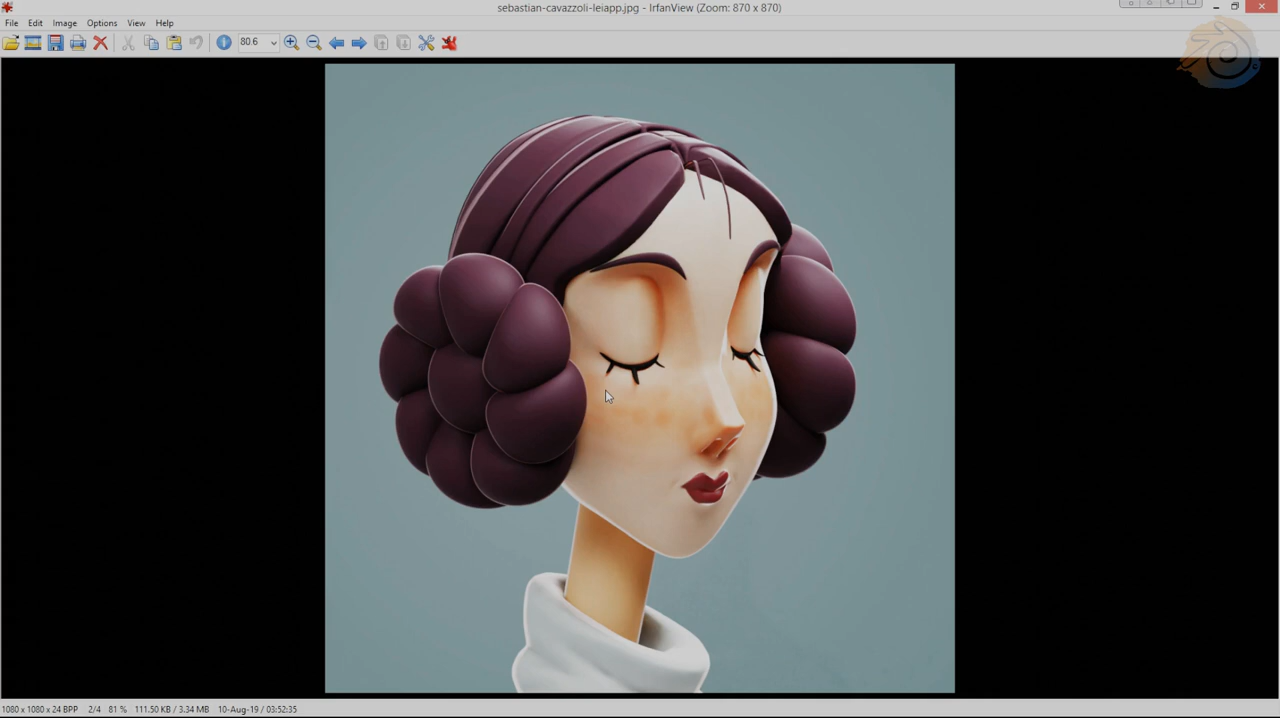 sebastian-cavazzoli-leiapp.jpg - IrfanView (Zoom: 870 x 870)
File Edit Image Options View Help
80.6
1080 x 1080 x 24 BPP 2/4 81 % 111.50 KB / 3.34 MB 10-Aug-19 / 03:52:35